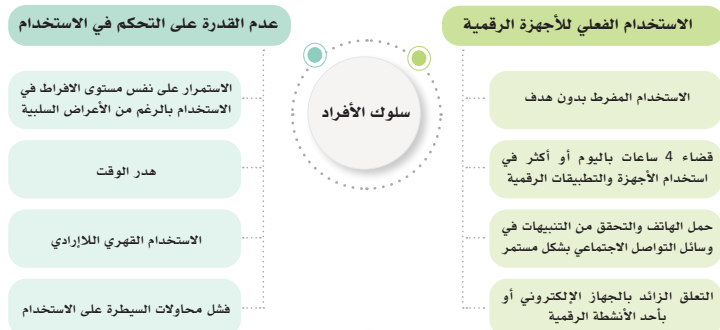 الاستخدام الفعلي للأجهزة الرقمية
الاستخدام المفرط بدون هدف
قضاء 4 ساعات باليوم أو أكثر في
استخدام الأجهزة والتطبيقات الرقمية
حمل الهاتف والتحقق من التنبيهات في
وسائل التواصل الاجتماعي بشكل مستمر
التعلق الزائد بالجهاز الإلكتروني أو
بأحد الأنشطة الرقمية
سلوك الأفراد
عدم القدرة على التحكم في الاستخدام
الاستمرار على نفس مستوى الافراط في
الاستخدام بالرغم من الأعراض السلبية
هدر الوقت
الاستخدام القهري اللاإرادي
فشل محاولات السيطرة على الاستخدام